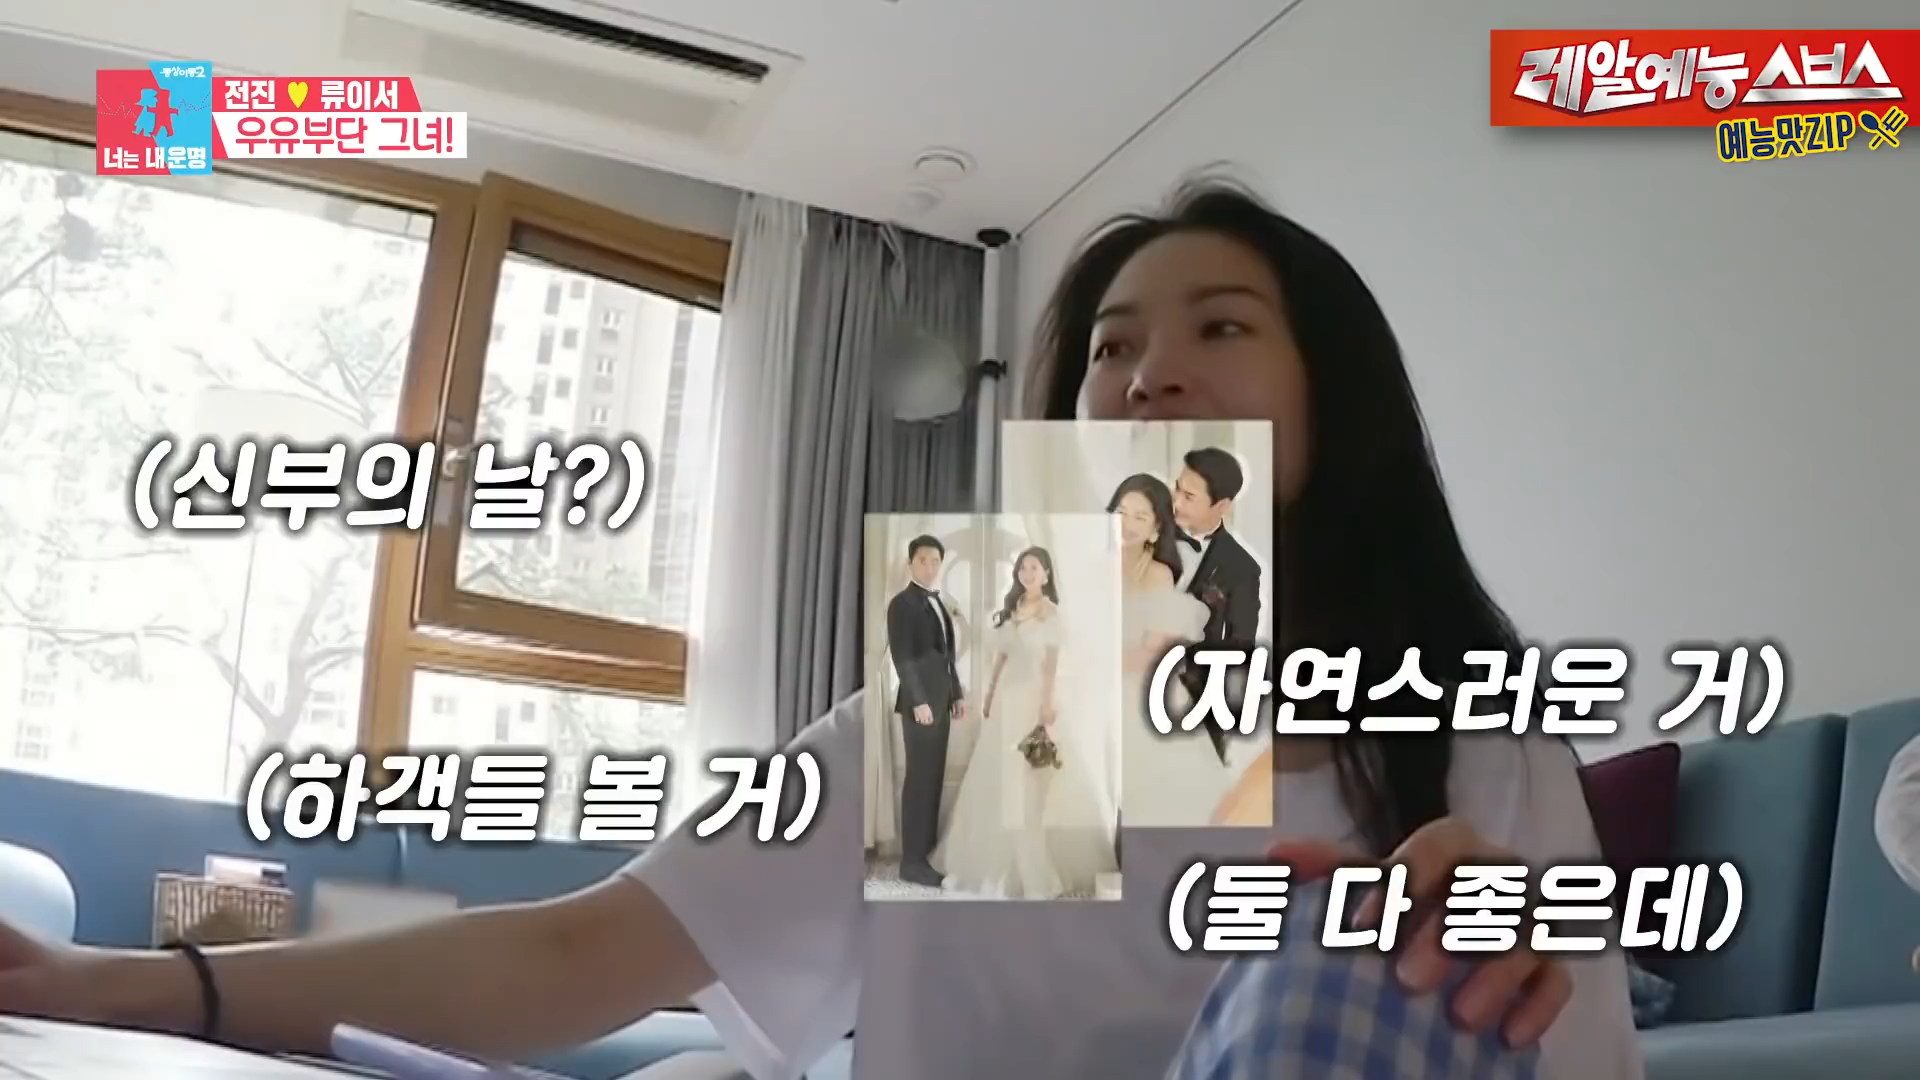 동상이몽2
너는 내 운명
전진 ♥ 류이서
우유부단 그녀!
레알예능 스브스
예능맛ZIP
(신부의 날?)
(자연스러운 거)
(하객들 볼 거)
(둘 다 좋은데)